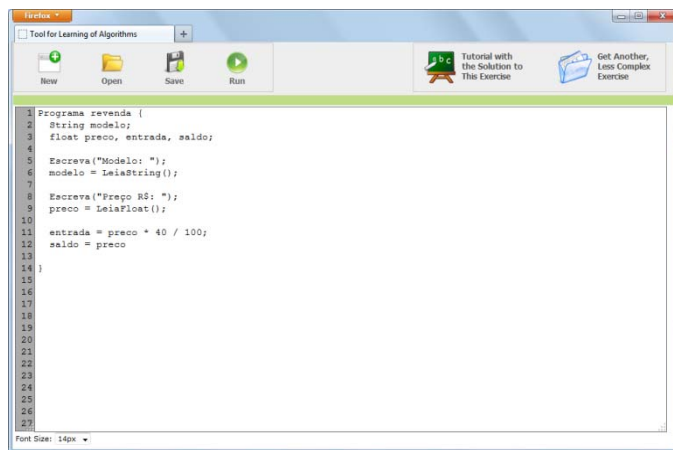 Firefox
Tool for Learning of Algorithms
+
New
Open
Save
Run
abc
Tutorial with
the Solution to
This Exercise
Get Another,
Less Complex
Exercise
1 Programa revenda {
2 String modelo;
3 float preco, entrada, saldo;
4
5 Escreva("Modelo: ");
6 modelo = LeiaString();
7
8 Escreva("Preço R$: ");
9 preco = LeiaFloat();
10
11 entrada = preco * 40 / 100;
12 saldo = preco
13
14 }
15
16
17
18
19
20
21
22
23
24
25
26
27
Font Size: 14px